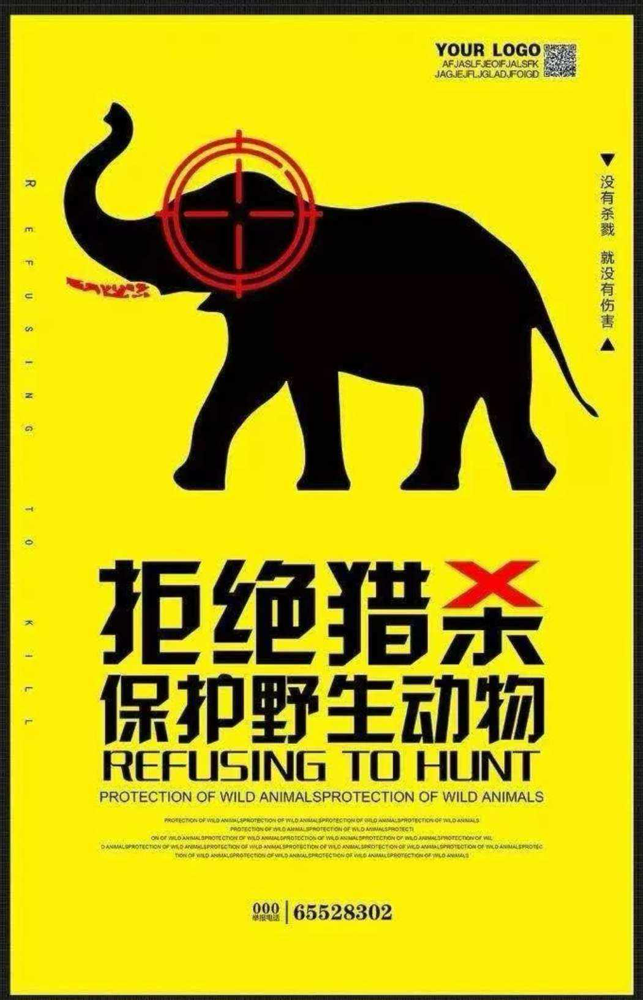 YOUR LOGO
AFJASLFJEOIFJALSFK
JAGJEJFLJGLADJFOIGD
没有杀戮 就没有伤害
REFUSING TO KILL
拒绝猎杀
保护野生动物
REFUSING TO HUNT
PROTECTION OF WILD ANIMALSPROTECTION OF WILD ANIMALS
PROTECTION OF WILD ANIMALSPROTECTION OF WILD ANIMALSPROTECTION OF WILD ANIMALSPROTECTION OF WILD ANIMALS
PROTECTION OF WILD ANIMALSPROTECTION OF WILD ANIMALSPROTECTI
ON OF WILD ANIMALSPROTECTION OF WILD ANIMALSPROTECTION OF WILD ANIMALSPROTECTION OF WILD ANIMALSPROTECTION OF WIL
D ANIMALSPROTECTION OF WILD ANIMALSPROTECTION OF WILD ANIMALSPROTECTION OF WILD ANIMALSPROTECTION OF WILD ANIMALSPROTEC
TION OF WILD ANIMALSPROTECTION OF WILD ANIMALSPROTECTION OF WILD ANIMALSPROTECTION OF WILD ANIMALS
000
举报电话
65528302